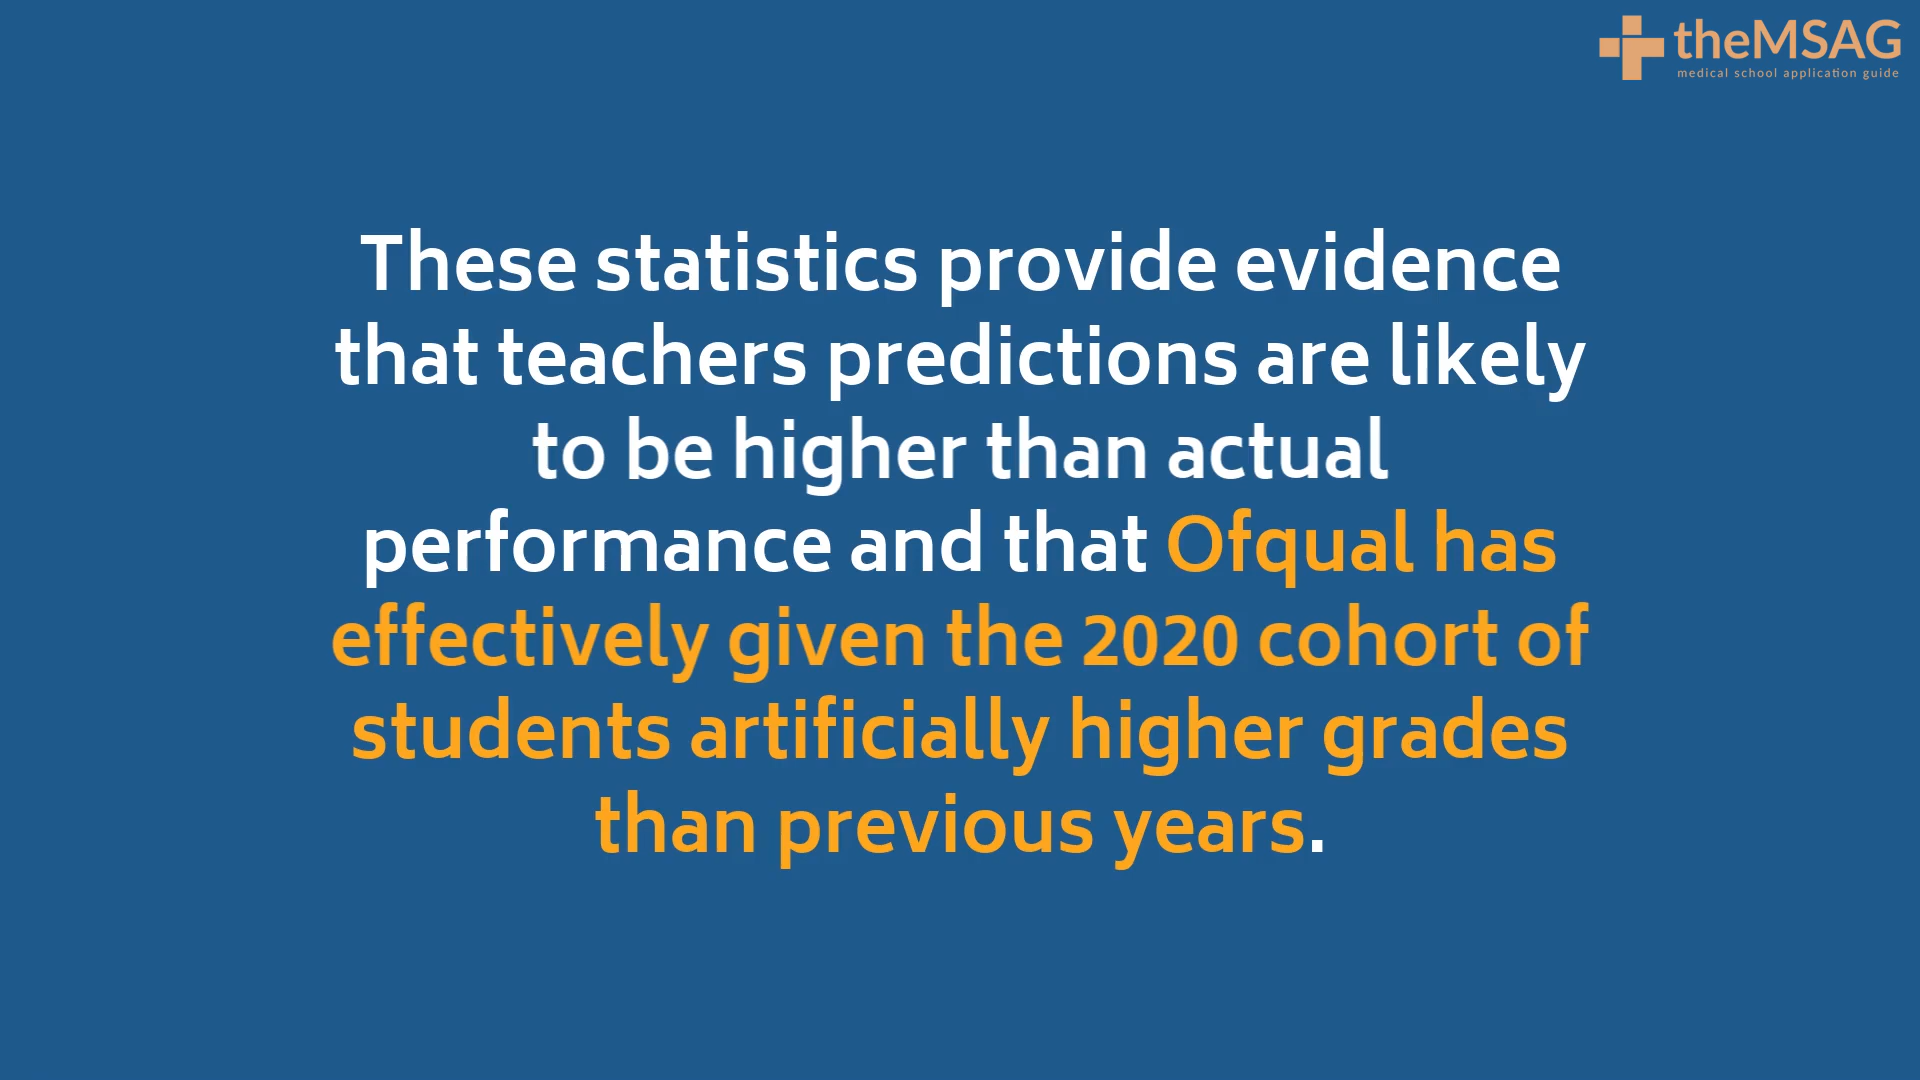 theMSAG
medical school application guide
These statistics provide evidence
that teachers predictions are likely
to be higher than actual
performance and that Ofqual has
effectively given the 2020 cohort of
students artificially higher grades
than previous years.